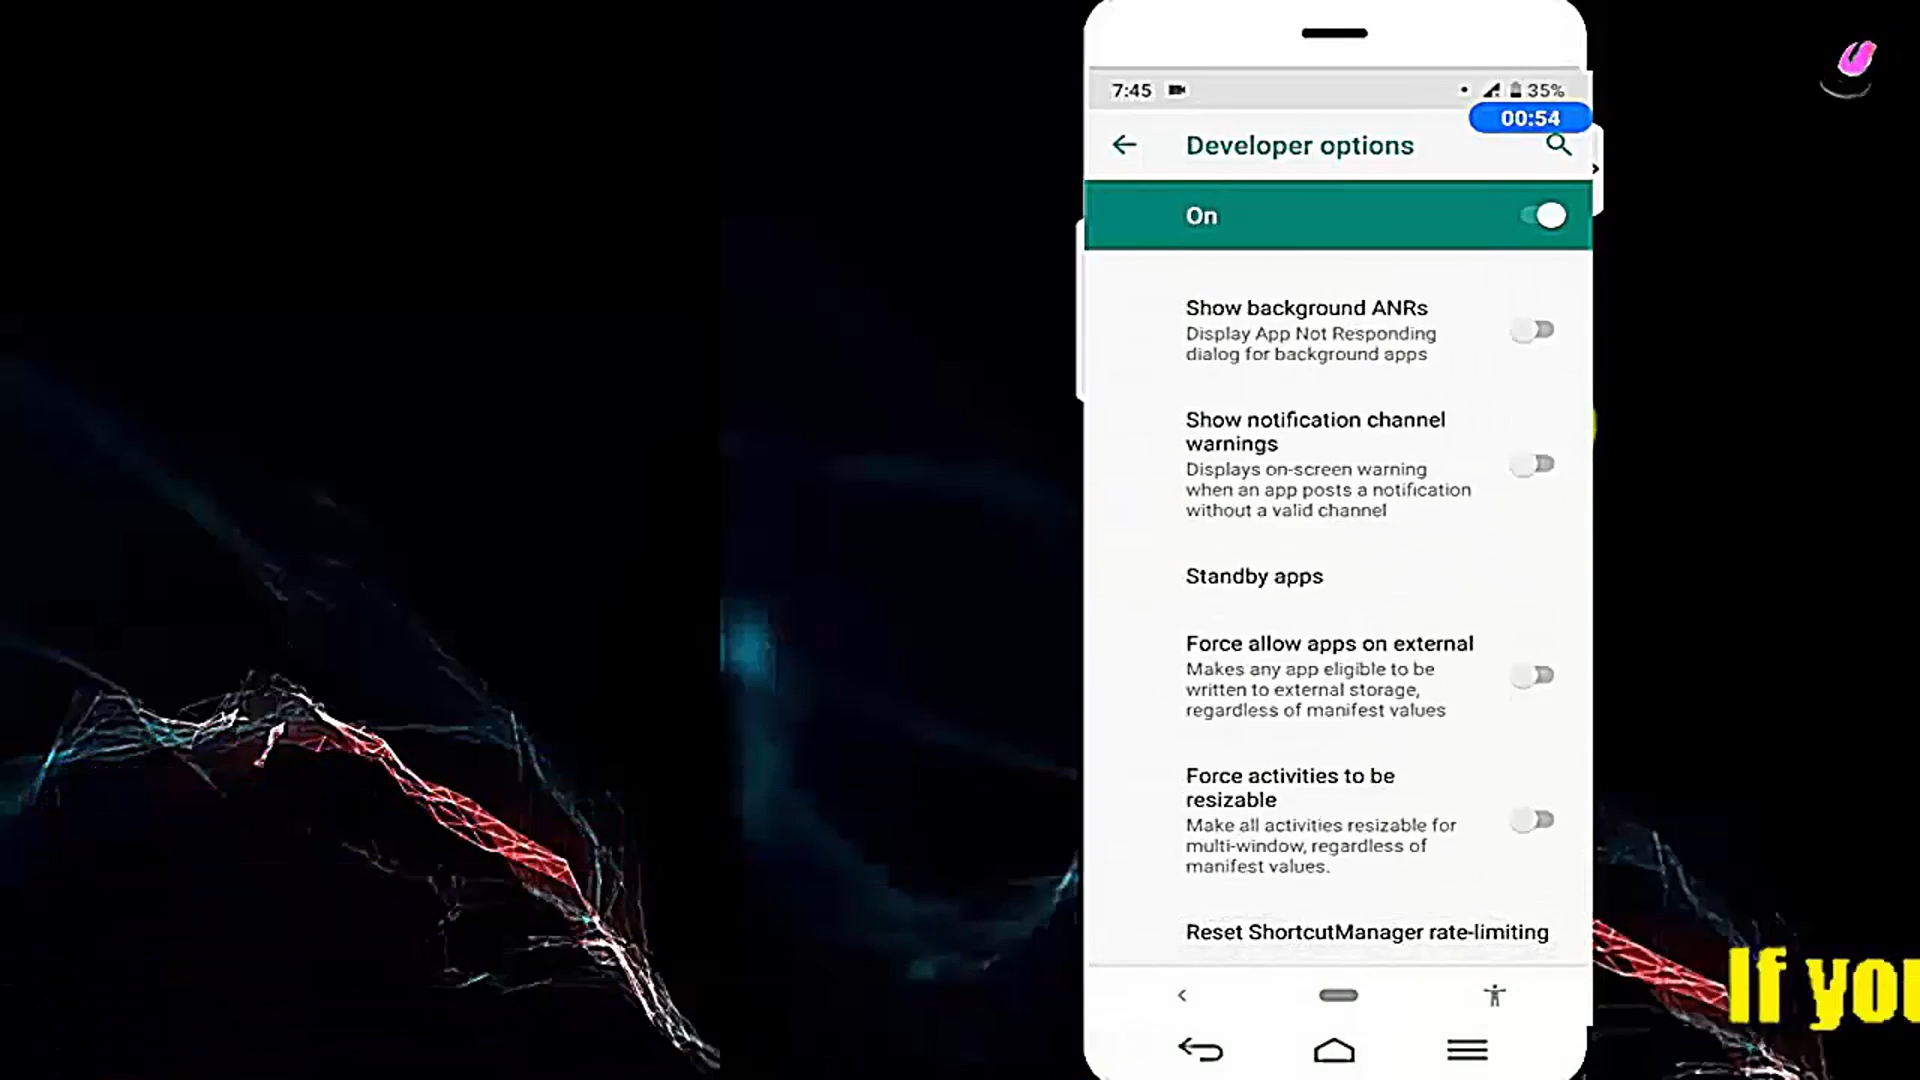 7:45
35%
00:54
Developer options
On
Show background ANRs
Display App Not Responding
dialog for background apps
Show notification channel
warnings
Displays on-screen warning
when an app posts a notification
without a valid channel
Standby apps
Force allow apps on external
Makes any app eligible to be
written to external storage,
regardless of manifest values
Force activities to be
resizable
Make all activities resizable for
multi-window, regardless of
manifest values.
Reset ShortcutManager rate-limiting
If you